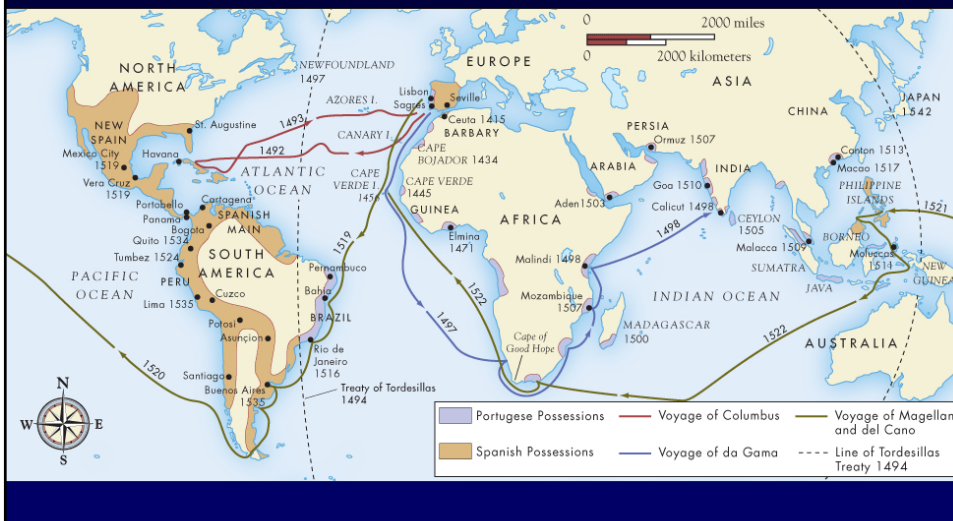 0 2000 miles
0 2000 kilometers
NORTH
AMERICA
NEWFOUNDLAND
1497
EUROPE
ASIA
CHINA
JAPAN
1542
AZORES I.
Lisbon
Sagres
Seville
Ceuta 1415
BARBARY
CANARY I.
1493
1492
St. Augustine
NEW
SPAIN
Mexico City
1519
Havana
Vera Cruz
1519
ATLANTIC
OCEAN
CAPE
BOJADOR 1434
CAPE
VERDE I.
1456
CAPE VERDE
1445
GUINEA
PERSIA
Ormuz 1507
ARABIA
INDIA
Canton 1513
Macao 1517
Goa 1510
Aden 1503
Calicut 1498
PHILIPPINE
ISLANDS
1521
Portobello
Panama
Cartagena
SPANISH
MAIN
Bogota
Quito 1534
Tumbez 1524
SOUTH
AMERICA
1519
AFRICA
Elmina
1471
1498
CEYLON
1505
Malacca 1509
BORNEO
Moluccas
1511
SUMATRA
JAVA
NEW
GUINEA
PACIFIC
OCEAN
PERU
Lima 1535
Cuzco
Pernambuco
Bahia
BRAZIL
Malindi 1498
Mozambique
1507
INDIAN OCEAN
MADAGASCAR
1500
1522
1497
Potosi
Asunçion
Rio de
Janeiro
1516
Cape of
Good Hope
1522
AUSTRALIA
1520
Santiago
Buenos Aires
1535
Treaty of Tordesillas
1494
N
W E
S
Portugese Possessions
Voyage of Columbus
Voyage of Magellan
and del Cano
Spanish Possessions
Voyage of da Gama
Line of Tordesillas
Treaty 1494